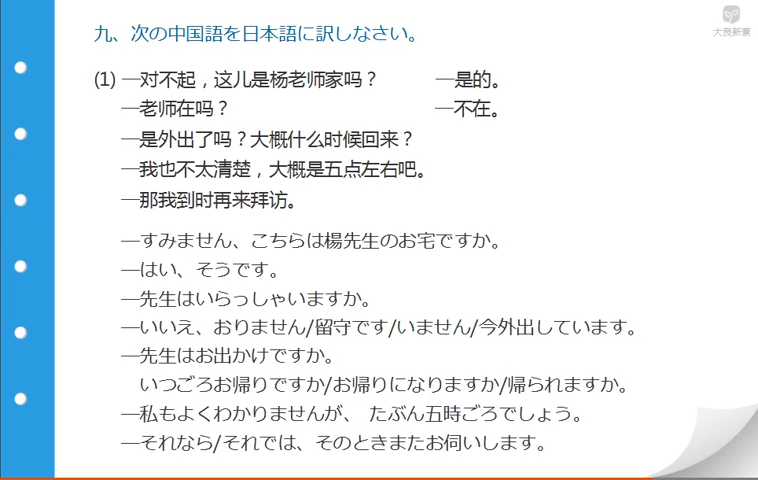 大良新寰
九、次の中国語を日本語に訳しなさい。
(1) —对不起，这儿是杨老师家吗？ —是的。
—老师在吗？ —不在。
—是外出了吗？大概什么时候回来？
—我也不太清楚，大概是五点左右吧。
—那我到时再来拜访。
—すみません、こちらは楊先生のお宅ですか。
—はい、そうです。
—先生はいらっしゃいますか。
—いいえ、おりません/留守です/いません/今外出しています。
—先生はお出かけですか。
いつごろお帰りですか/お帰りになりますか/帰られますか。
—私もよくわかりませんが、 たぶん五時ごろでしょう。
—それなら/それでは、そのときまたお伺いします。